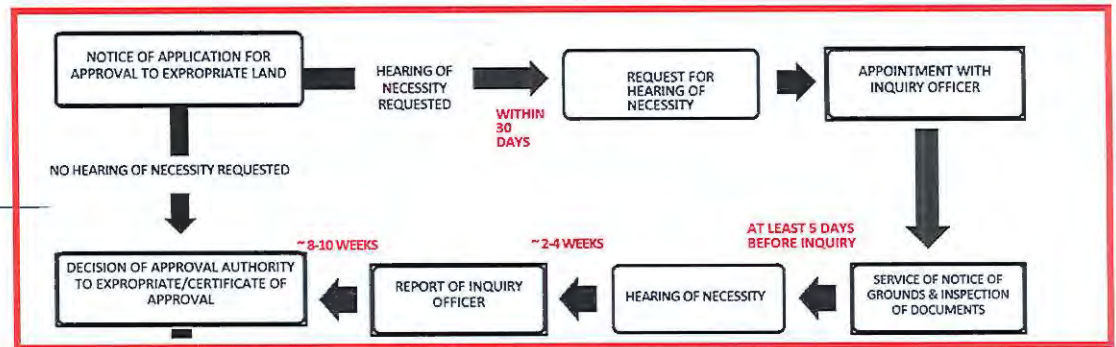 NOTICE OF APPLICATION FOR
APPROVAL TO EXPROPRIATE LAND
HEARING OF
NECESSITY
REQUESTED
WITHIN
30
DAYS
REQUEST FOR
HEARING OF
NECESSITY
APPOINTMENT WITH
INQUIRY OFFICER
NO HEARING OF NECESSITY REQUESTED
AT LEAST 5 DAYS
BEFORE INQUIRY
SERVICE OF NOTICE OF
GROUNDS & INSPECTION
OF DOCUMENTS
HEARING OF NECESSITY
~2-4 WEEKS
REPORT OF INQUIRY
OFFICER
~8-10 WEEKS
DECISION OF APPROVAL AUTHORITY
TO EXPROPRIATE/CERTIFICATE OF
APPROVAL